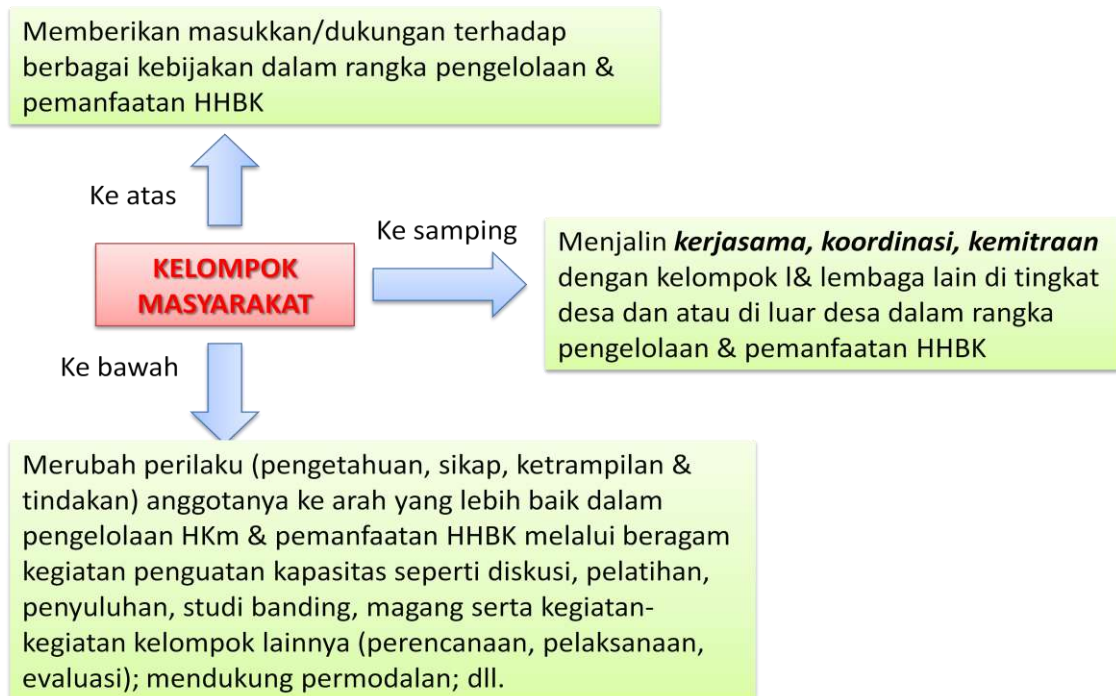 Memberikan masukkan/dukungan terhadap
berbagai kebijakan dalam rangka pengelolaan &
pemanfaatan HHBK
Ke atas
Ke samping
KELOMPOK
MASYARAKAT
Menjalin kerjasama, koordinasi, kemitraan
dengan kelompok l& lembaga lain di tingkat
desa dan atau di luar desa dalam rangka
pengelolaan & pemanfaatan HHBK
Ke bawah
Merubah perilaku (pengetahuan, sikap, ketrampilan &
tindakan) anggotanya ke arah yang lebih baik dalam
pengelolaan HKm & pemanfaatan HHBK melalui beragam
kegiatan penguatan kapasitas seperti diskusi, pelatihan,
penyuluhan, studi banding, magang serta kegiatan-
kegiatan kelompok lainnya (perencanaan, pelaksanaan,
evaluasi); mendukung permodalan; dll.